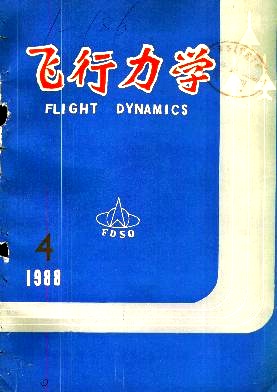 飞行力学
FLIGHT DYNAMICS
FDSO
4
1988